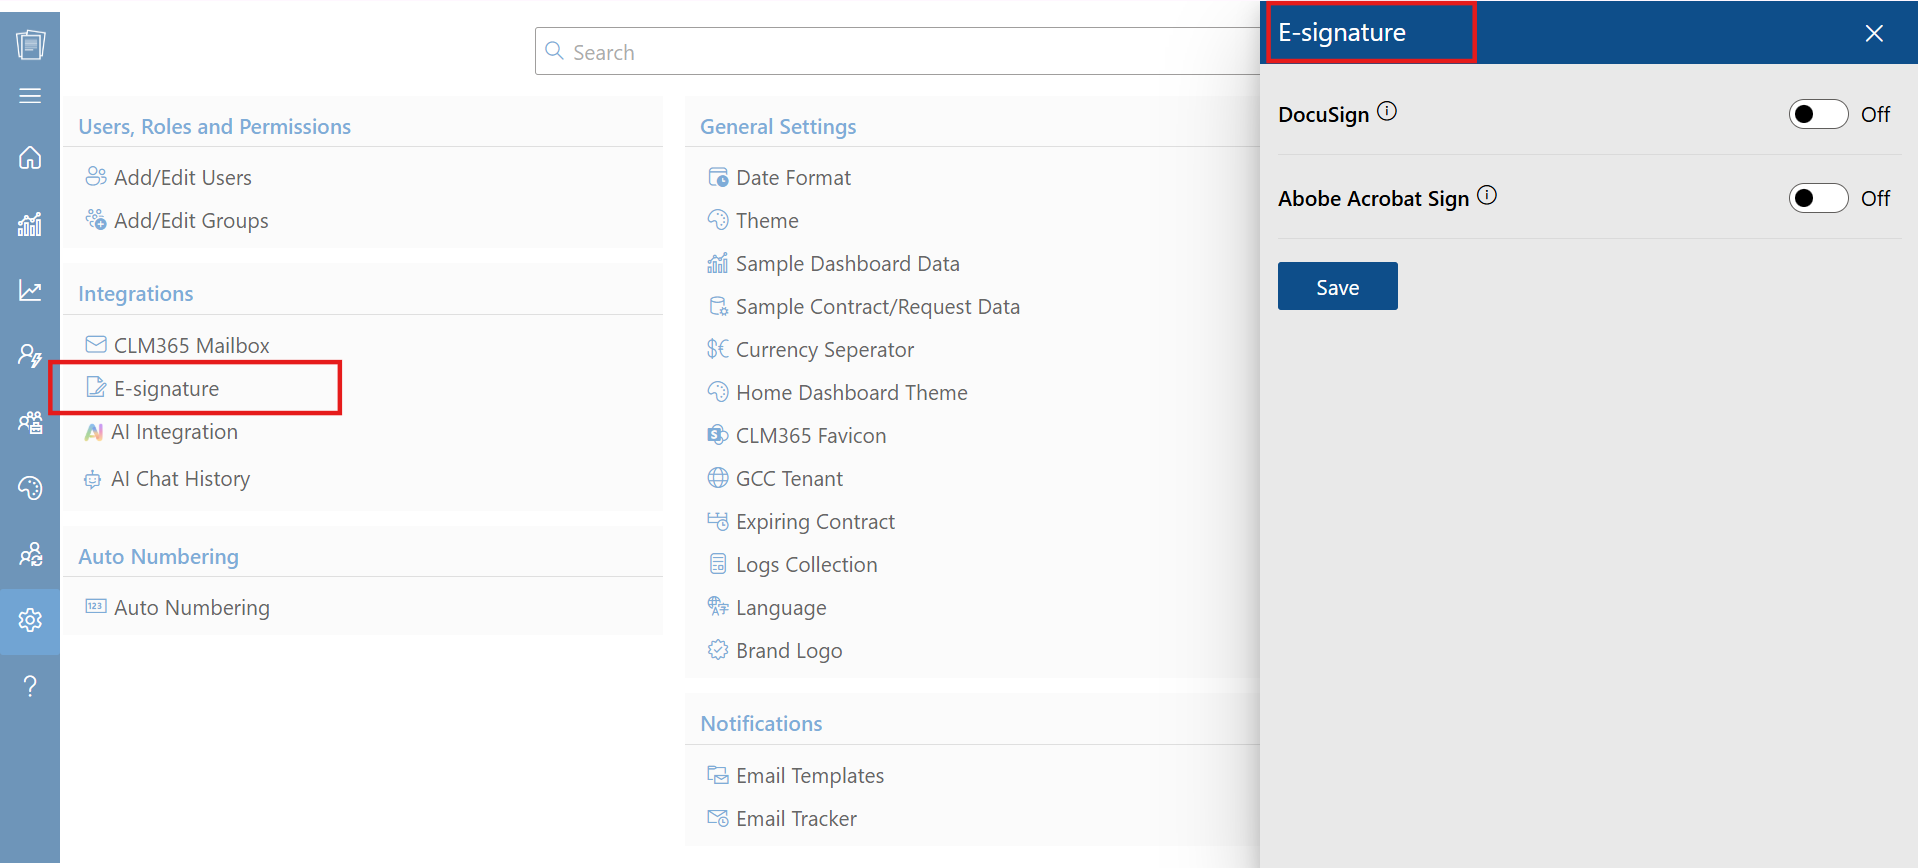 Search
Users, Roles and Permissions
Add/Edit Users
Add/Edit Groups
Integrations
CLM365 Mailbox
E-signature
AI Integration
AI Chat History
Auto Numbering
123 Auto Numbering
General Settings
Date Format
Theme
Sample Dashboard Data
Sample Contract/Request Data
Currency Seperator
Home Dashboard Theme
CLM365 Favicon
GCC Tenant
Expiring Contract
Logs Collection
Language
Brand Logo
Notifications
Email Templates
Email Tracker
E-signature
DocuSign
Off
Abobe Acrobat Sign
Off
Save